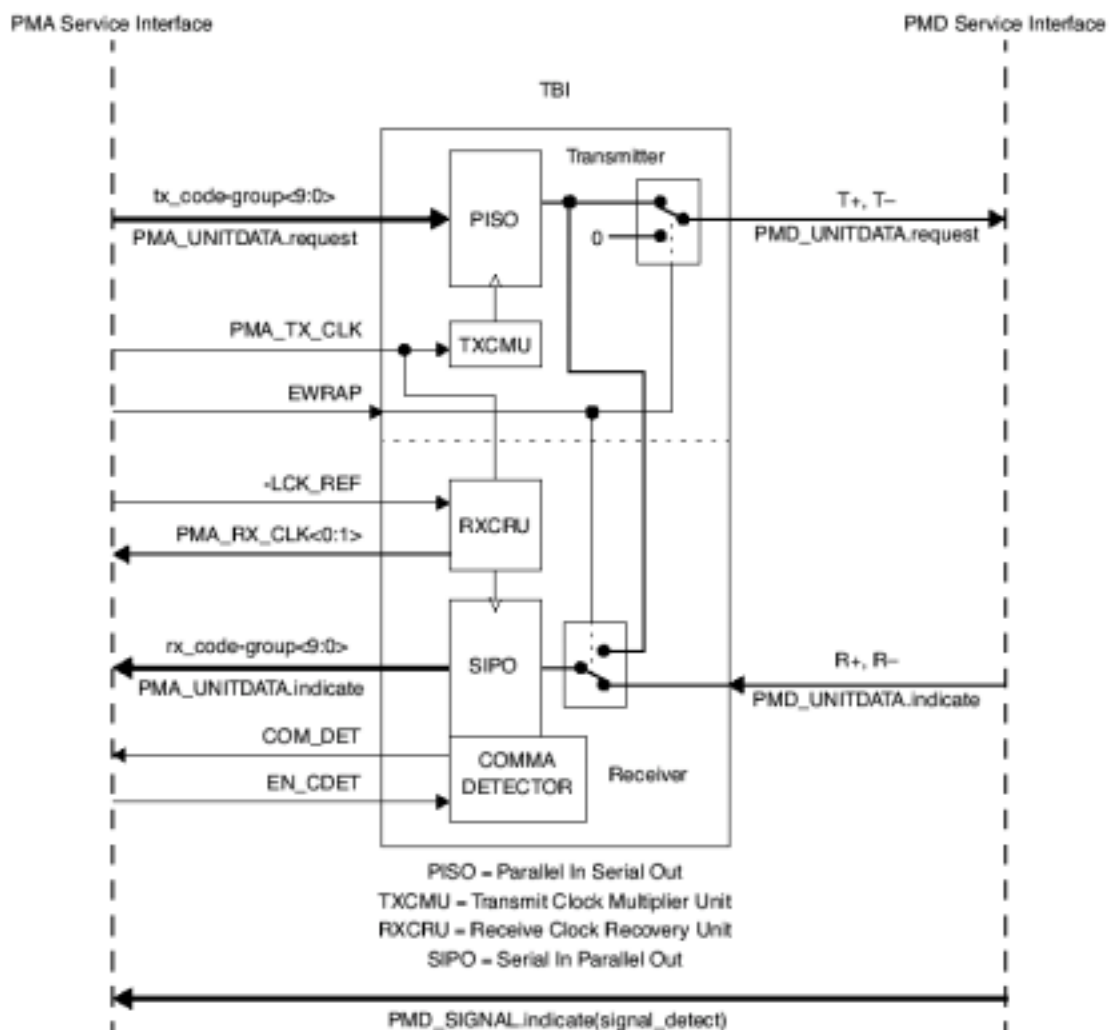 PMA Service Interface
PMD Service Interface
TBI
Transmitter
tx_code-group<9:0>
PISO
T+, T–
PMA_UNITDATA.request
0
PMD_UNITDATA.request
PMA_TX_CLK
TXCMU
EWRAP
-LCK_REF
RXCRU
PMA_RX_CLK<0:1>
rx_code-group<9:0>
SIPO
R+, R–
PMA_UNITDATA.indicate
PMD_UNITDATA.indicate
COM_DET
COMMA
DETECTOR
Receiver
EN_CDET
PISO = Parallel In Serial Out
TXCMU = Transmit Clock Multiplier Unit
RXCRU = Receive Clock Recovery Unit
SIPO = Serial In Parallel Out
PMD_SIGNAL.indicate(signal_detect)